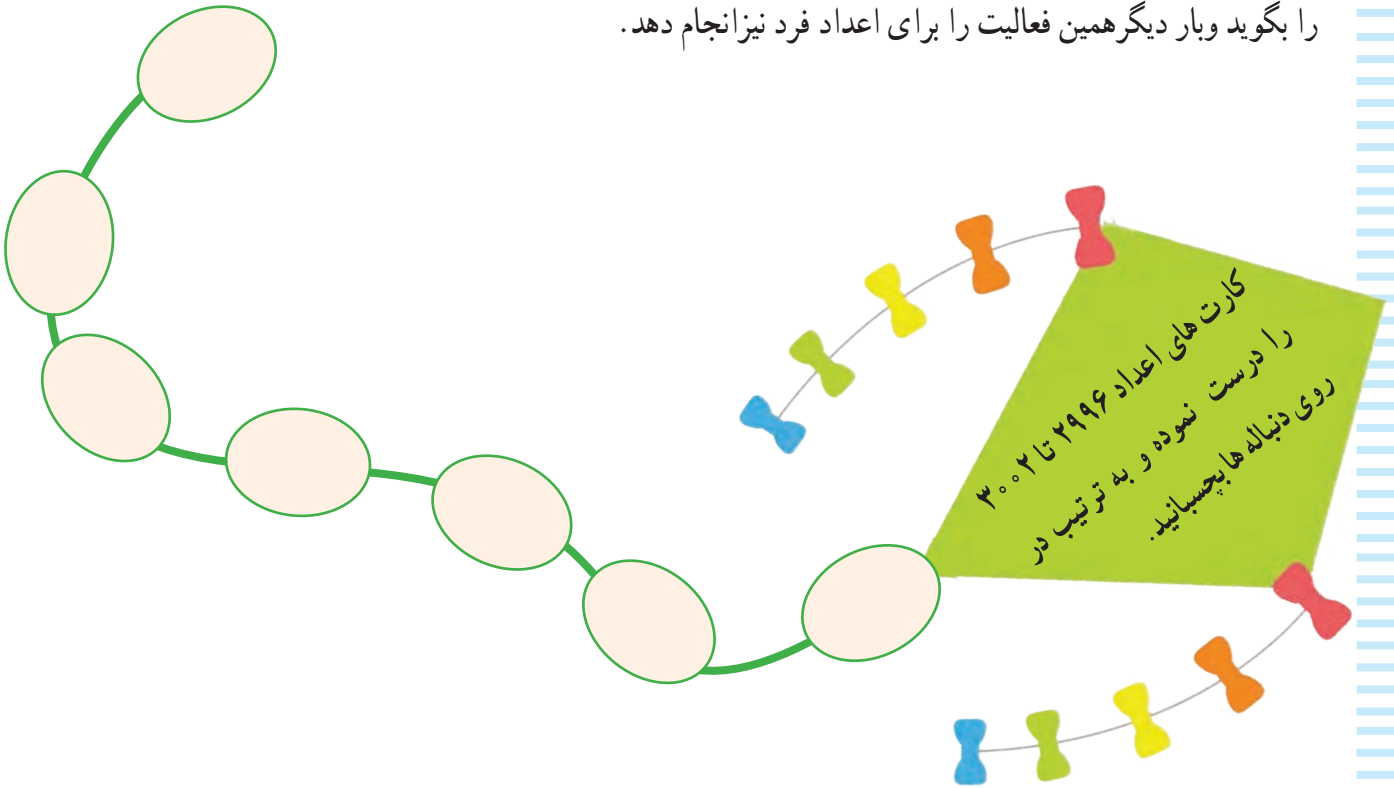 را بگوید وبار دیگرهمین فعالیت را برای اعداد فرد نیزانجام دهد.
کارت های اعداد ۲۹۹۶ تا ۳۰۰۲
را درست نموده و به ترتیب در
روی دنباله‌هابچسبانید.